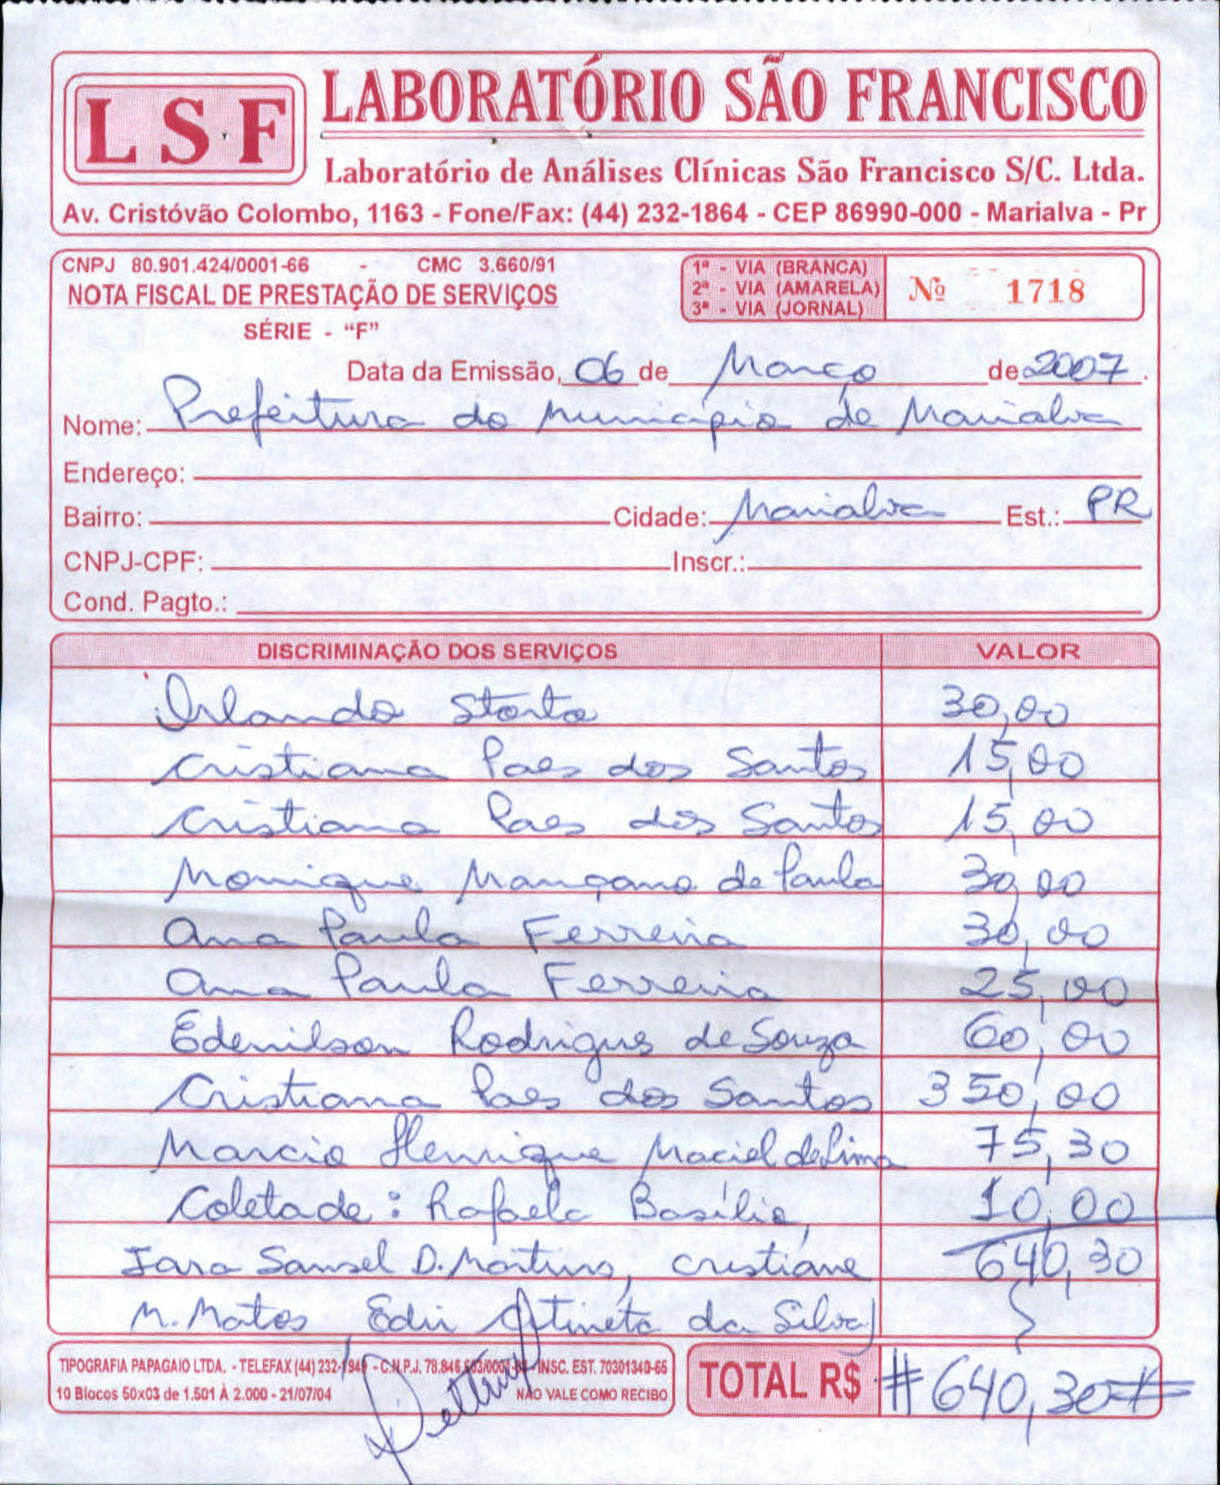 LSF
LABORATÓRIO SÃO FRANCISCO
Laboratório de Análises Clínicas São Francisco S/C. Ltda.
Av. Cristóvão Colombo, 1163 - Fone/Fax: (44) 232-1864 - CEP 86990-000 - Marialva - Pr
CNPJ 80.901.424/0001-66 - CMC 3.660/91
NOTA FISCAL DE PRESTAÇÃO DE SERVIÇOS
SÉRIE - “F”
1ª - VIA (BRANCA)
2ª - VIA (AMARELA)
3ª - VIA (JORNAL)
Nº 1718
Data da Emissão, 06 de Março de 2007.
Nome: Prefeitura do Município de Marialva
Endereço:
Bairro: Cidade: Marialva Est.: PR
CNPJ-CPF: Inscr.:
Cond. Pagto.:
DISCRIMINAÇÃO DOS SERVIÇOS VALOR
Orlando Storto 30,00
Cristiana Paes dos Santos 15,00
Cristiana Paes dos Santos 15,00
Monique Mançano de Paula 30,00
Ana Paula Ferreira 30,00
Ana Paula Ferreira 25,00
Edenilson Rodrigues de Souza 60,00
Cristiana Paes dos Santos 350,00
Marcio Henrique Maciel de Lima 75,30
Coleta de: Rafaela Basílio, 10,00
D. Martins, cristiane 640,30
M. Matos Edir da Silva
TIPOGRAFIA PAPAGAIO LTDA. - TELEFAX (44) 232- - C.N.P.J. 78.846. INSC. EST. 70301340-65
10 Blocos 50x03 de 1.501 À 2.000 - 21/07/04 NÃO VALE COMO RECIBO
TOTAL R$ #640,30#